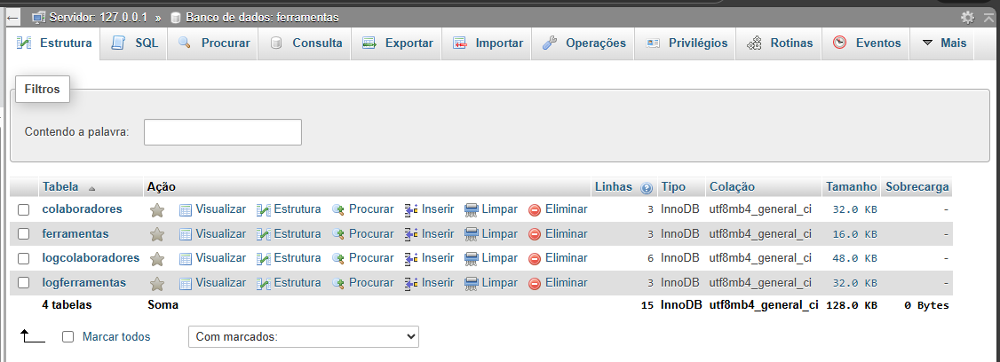 Servidor: 127.0.0.1 » Banco de dados: ferramentas
Estrutura SQL Procurar Consulta Exportar Importar Operações Privilégios Rotinas Eventos Mais
Filtros
Contendo a palavra:
Tabela Ação Linhas Tipo Colação Tamanho Sobrecarga
colaboradores Visualizar Estrutura Procurar Inserir Limpar Eliminar 3 InnoDB utf8mb4_general_ci 32.0 KB -
ferramentas Visualizar Estrutura Procurar Inserir Limpar Eliminar 3 InnoDB utf8mb4_general_ci 16.0 KB -
logcolaboradores Visualizar Estrutura Procurar Inserir Limpar Eliminar 6 InnoDB utf8mb4_general_ci 48.0 KB -
logferramentas Visualizar Estrutura Procurar Inserir Limpar Eliminar 3 InnoDB utf8mb4_general_ci 32.0 KB -
4 tabelas Soma 15 InnoDB utf8mb4_general_ci 128.0 KB 0 Bytes
Marcar todos Com marcados: